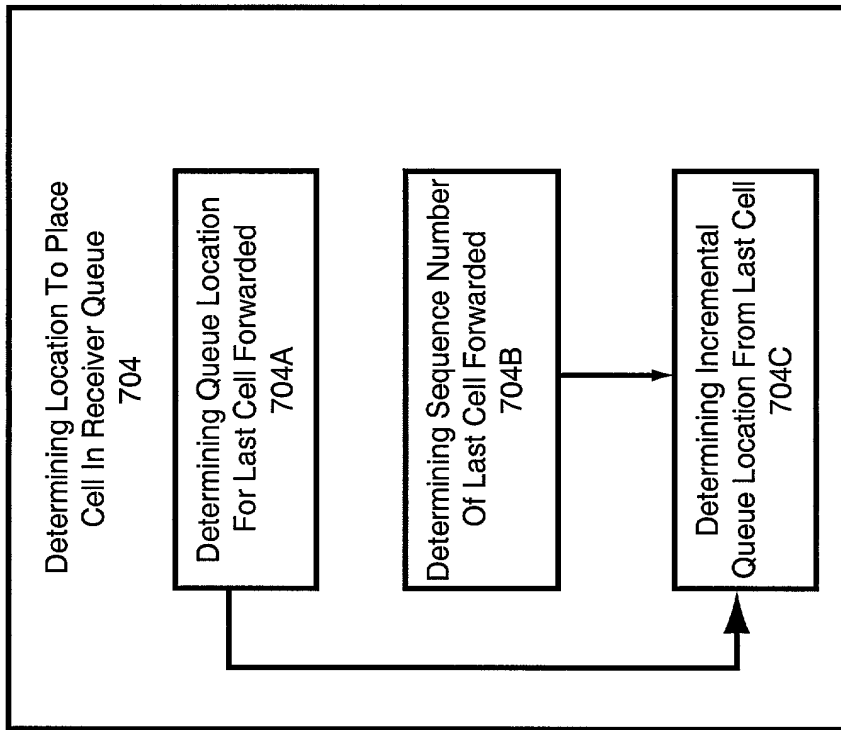 Determining Location To Place
Cell In Receiver Queue
704
Determining Queue Location
For Last Cell Forwarded
704A
Determining Sequence Number
Of Last Cell Forwarded
704B
Determining Incremental
Queue Location From Last Cell
704C